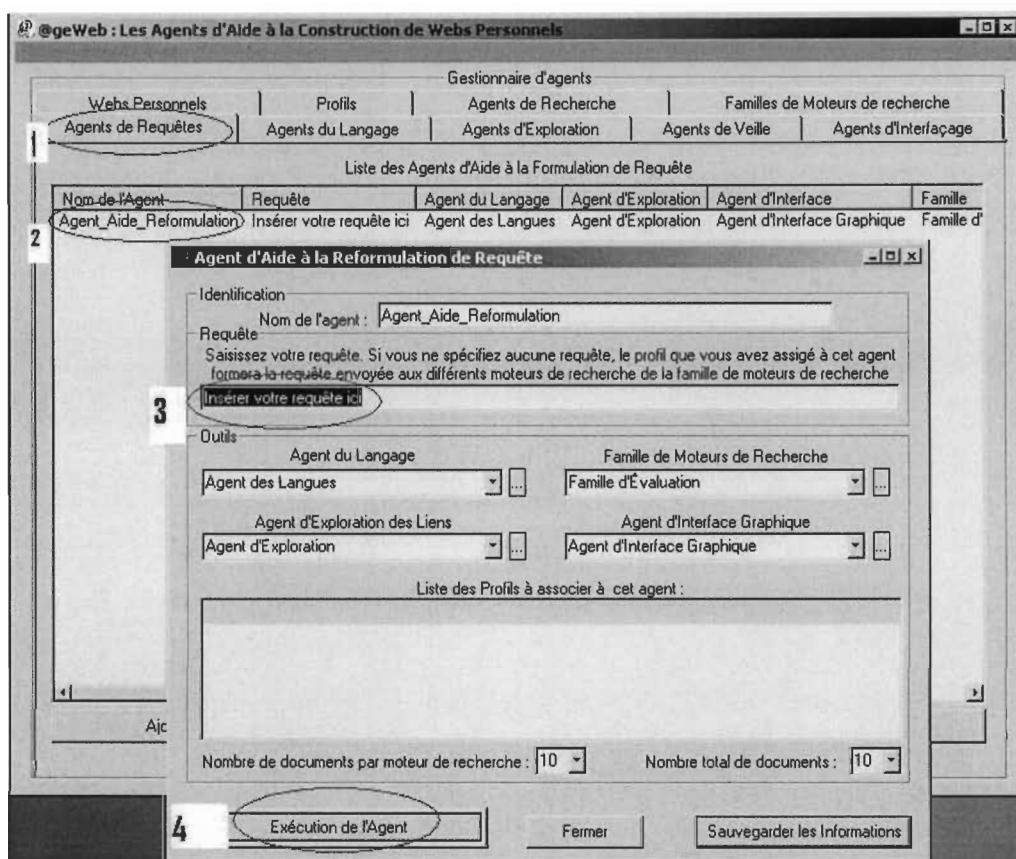 @geWeb : Les Agents d'Aide à la Construction de Webs Personnels
Gestionnaire d'agents
Webs Personnels Profils Agents de Recherche Familles de Moteurs de recherche
1
Agents de Requêtes Agents du Langage Agents d'Exploration Agents de Veille Agents d'Interfaçage
Liste des Agents d'Aide à la Formulation de Requête
Nom de l'Agent Requête Agent du Langage Agent d'Exploration Agent d'Interface Famille
2
Agent_Aide_Reformulation Insérer votre requête ici Agent des Langues Agent d'Exploration Agent d'Interface Graphique Famille d'
Agent d'Aide à la Reformulation de Requête
Identification
Nom de l'agent : Agent_Aide_Reformulation
Requête
Saisissez votre requête. Si vous ne spécifiez aucune requête, le profil que vous avez assigné à cet agent
formera la requête envoyée aux différents moteurs de recherche de la famille de moteurs de recherche
3
Insérer votre requête ici
Outils
Agent du Langage Famille de Moteurs de Recherche
Agent des Langues ... Famille d'Évaluation ...
Agent d'Exploration des Liens Agent d'Interface Graphique
Agent d'Exploration ... Agent d'Interface Graphique ...
Liste des Profils à associer à cet agent :
Ajo
Nombre de documents par moteur de recherche : 10 Nombre total de documents : 10
4
Exécution de l'Agent Fermer Sauvegarder les Informations